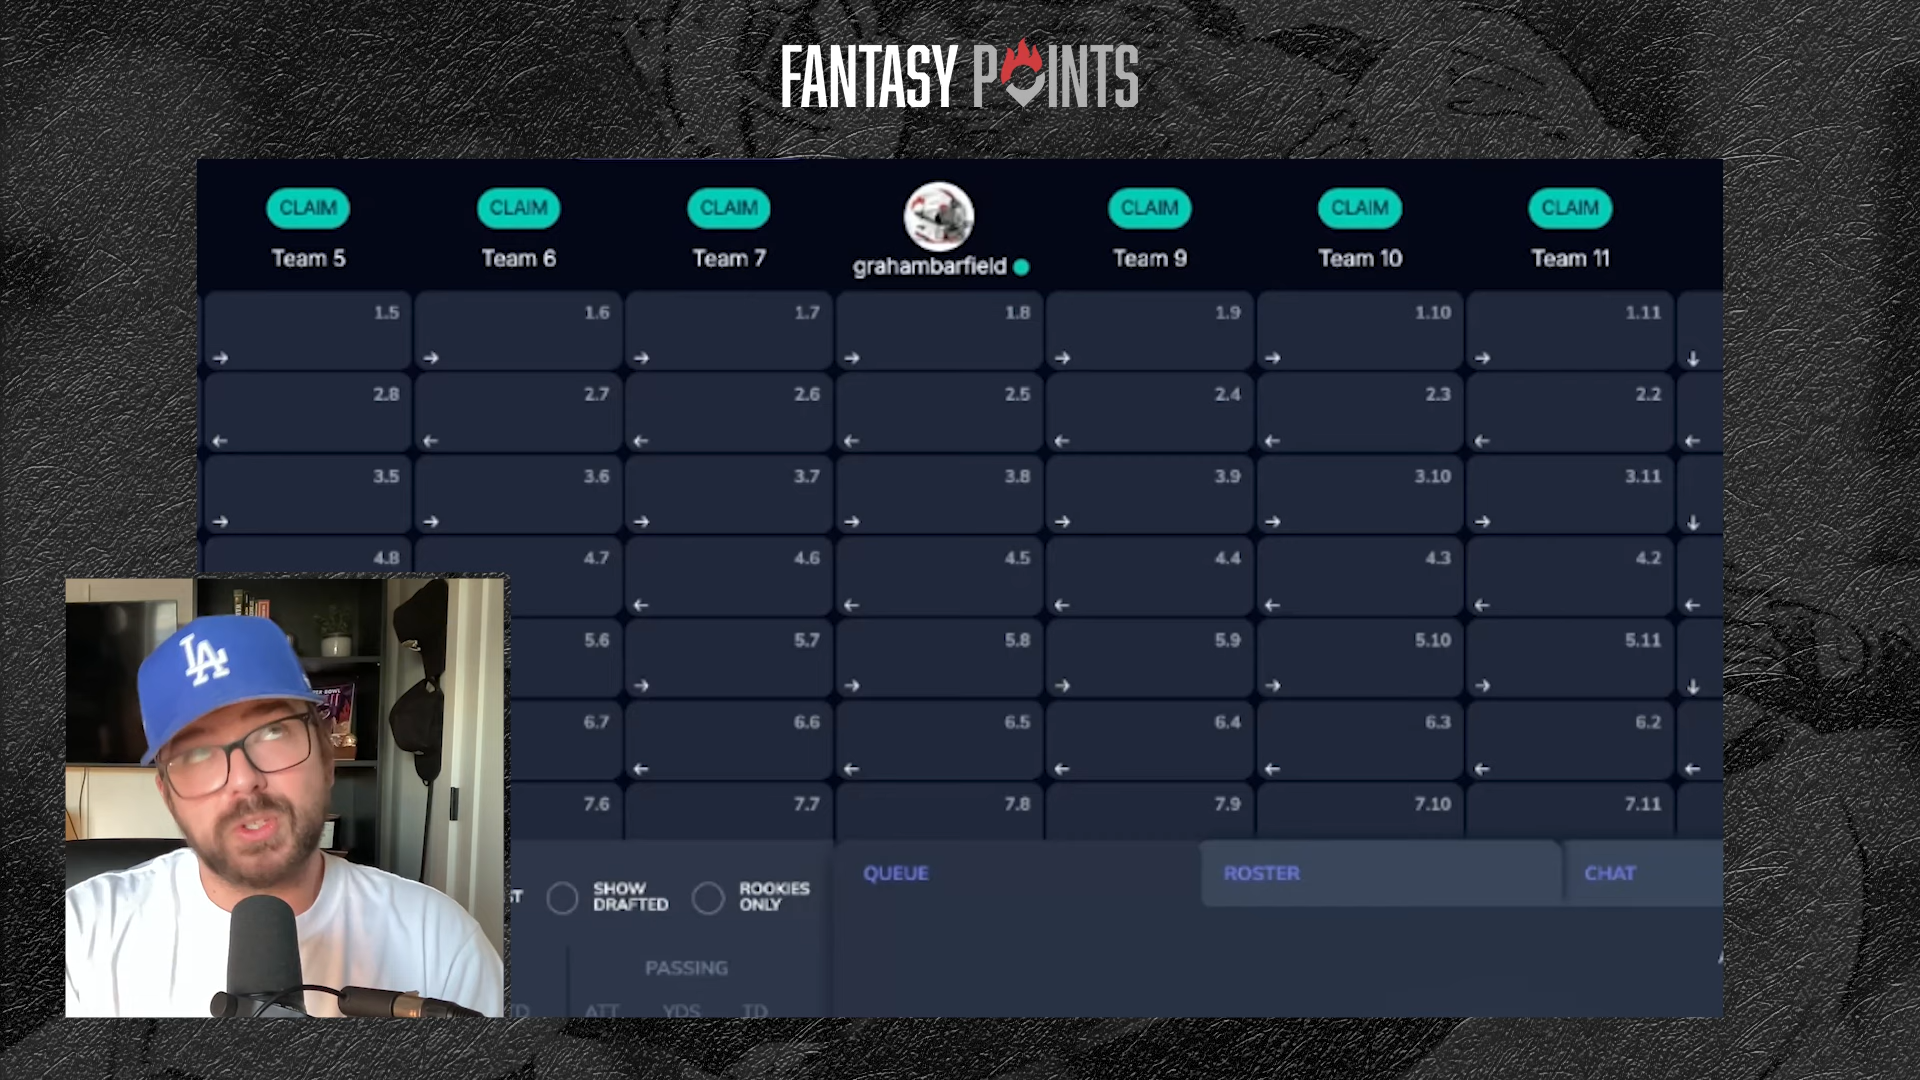 FANTASY POINTS
CLAIM CLAIM CLAIM CLAIM CLAIM CLAIM
Team 5 Team 6 Team 7 grahambarfield Team 9 Team 10 Team 11
1.5 1.6 1.7 1.8 1.9 1.10 1.11
→ → → → → → → ↓
2.8 2.7 2.6 2.5 2.4 2.3 2.2
← ← ← ← ← ← ← ←
3.5 3.6 3.7 3.8 3.9 3.10 3.11
→ → → → → → → ↓
4.8 4.7 4.6 4.5 4.4 4.3 4.2
← ← ← ← ← ←
5.6 5.7 5.8 5.9 5.10 5.11
→ → → → → ↓
6.7 6.6 6.5 6.4 6.3 6.2
← ← ← ← ← ←
7.6 7.7 7.8 7.9 7.10 7.11
LA
QUEUE ROSTER CHAT
SHOW DRAFTED
ROOKIES ONLY
PASSING
ATT YDS TD